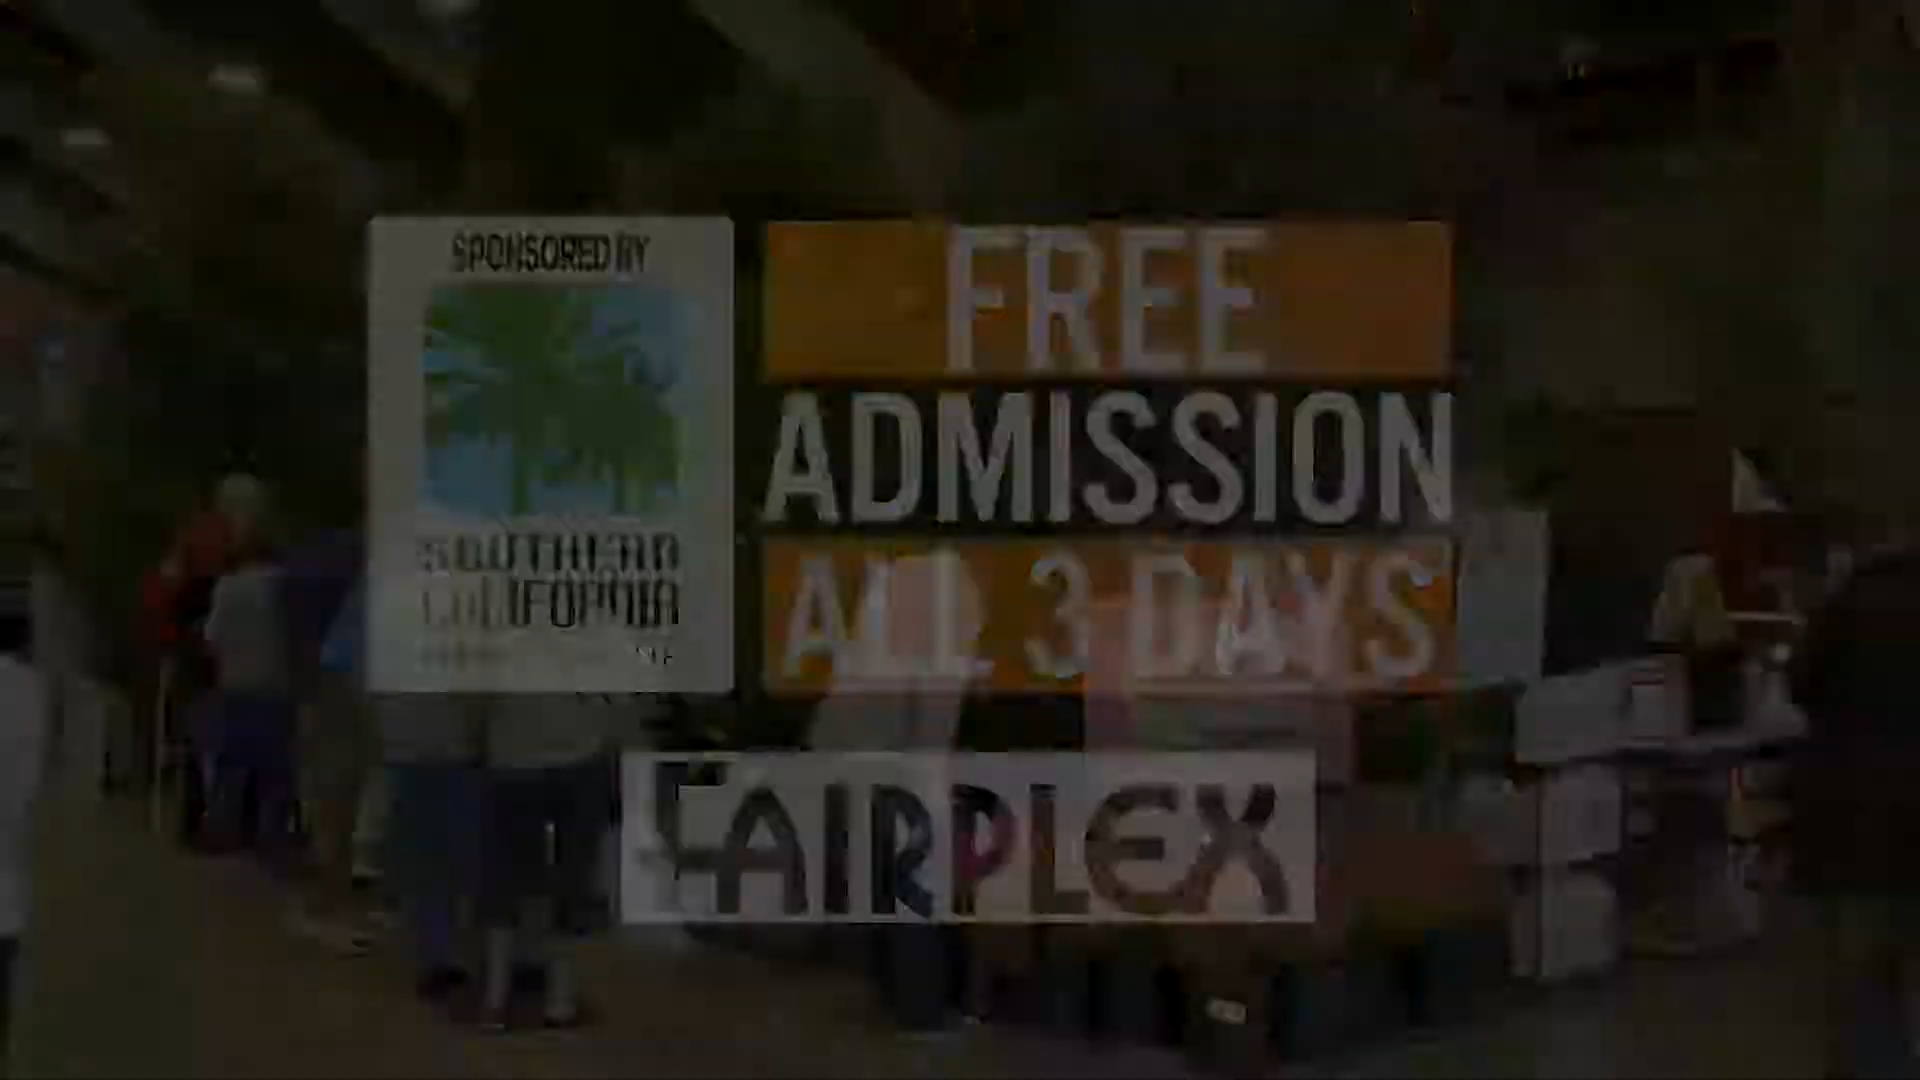 SPONSORED BY
SOUTHERN
CALIFORNIA
FREE
ADMISSION
ALL 3 DAYS
FAIRPLEX